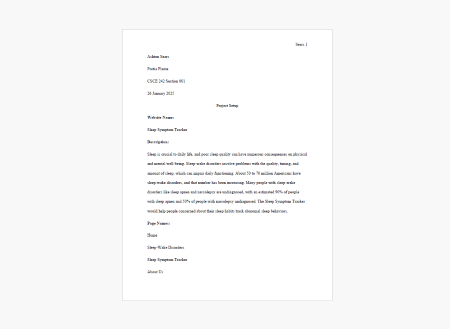 Sears 1
Ashton Sears
CSCE 242 Section 001
26 January 2025
Project Setup
Website Name:
Sleep Symptom Tracker
Description:
Sleep is crucial to daily life, and poor sleep quality can have numerous consequences on physical
and mental well-being. Sleep-wake disorders involve problems with the quality, timing, and
amount of sleep, which can impair daily functioning. About 50 to 70 million Americans have
sleep-wake disorders, and that number has been increasing. Many people with sleep-wake
disorders like sleep apnea and narcolepsy are undiagnosed, with an estimated 90% of people
with sleep apnea and 50% of people with narcolepsy undiagnosed. The Sleep Symptom Tracker
would help people concerned about their sleep habits track abnormal sleep behaviors.
Page Names:
Home
Sleep-Wake Disorders
Sleep Symptom Tracker
About Us